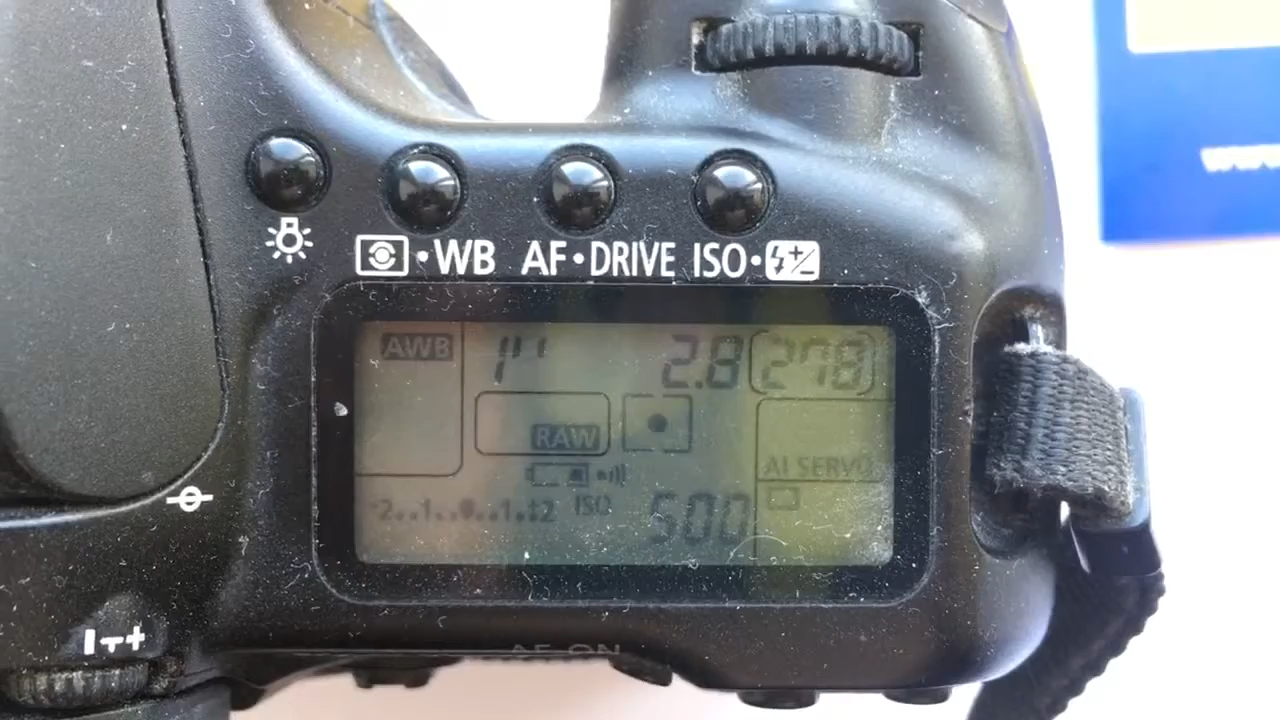 www.
WB AF•DRIVE ISO•
AWB 1" 2.8 [278]
RAW
AI SERVO
-2..1..0..1.:2 ISO 500
AF-ON